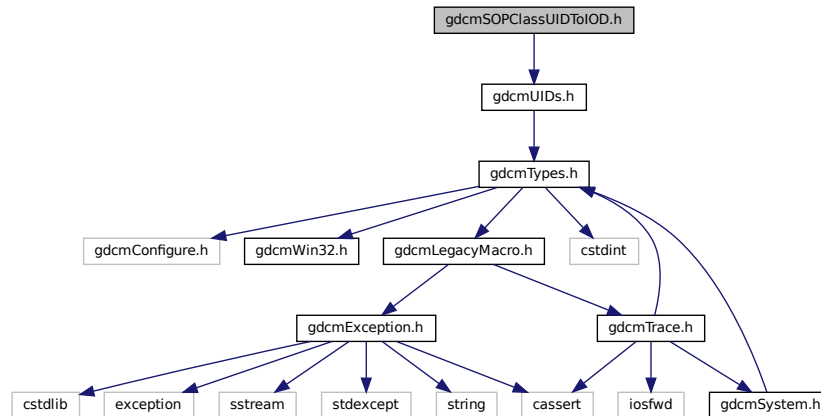 gdcmSOPClassUIDToIOD.h
gdcmUIDs.h
gdcmTypes.h
gdcmConfigure.h
gdcmWin32.h
gdcmLegacyMacro.h
cstdint
gdcmException.h
gdcmTrace.h
cstdlib
exception
sstream
stdexcept
string
cassert
iosfwd
gdcmSystem.h